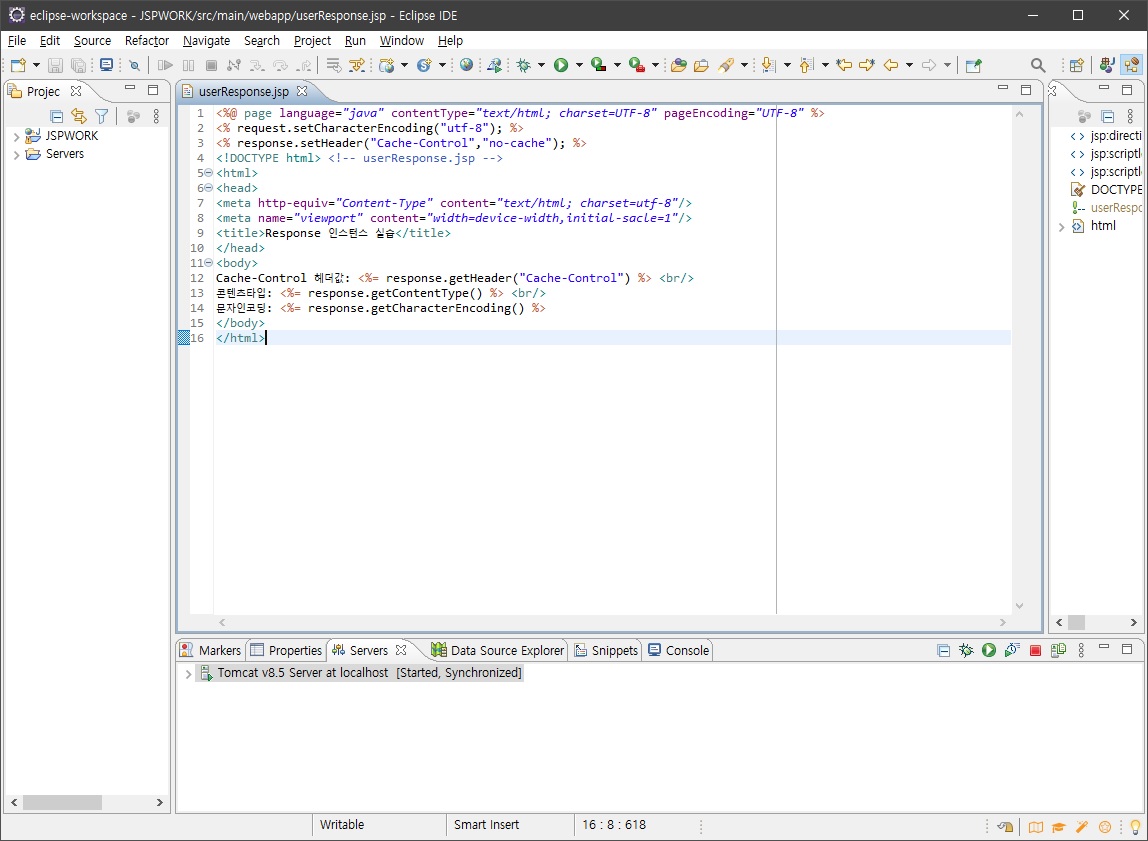 eclipse-workspace - JSPWORK/src/main/webapp/userResponse.jsp - Eclipse IDE
File Edit Source Refactor Navigate Search Project Run Window Help
Projec
JSPWORK
Servers
userResponse.jsp
1 <%@ page language="java" contentType="text/html; charset=UTF-8" pageEncoding="UTF-8" %>
2 <% request.setCharacterEncoding("utf-8"); %>
3 <% response.setHeader("Cache-Control","no-cache"); %>
4 <!DOCTYPE html> <!-- userResponse.jsp -->
5 <html>
6 <head>
7 <meta http-equiv="Content-Type" content="text/html; charset=utf-8"/>
8 <meta name="viewport" content="width=device-width,initial-sacle=1"/>
9 <title>Response 인스턴스 실습</title>
10 </head>
11 <body>
12 Cache-Control 헤더값: <%= response.getHeader("Cache-Control") %> <br/>
13 콘텐츠타입: <%= response.getContentType() %> <br/>
14 문자인코딩: <%= response.getCharacterEncoding() %>
15 </body>
16 </html>
jsp:directi
jsp:scriptl
jsp:scriptl
DOCTYPE
userRespo
html
Markers Properties Servers Data Source Explorer Snippets Console
Tomcat v8.5 Server at localhost [Started, Synchronized]
Writable Smart Insert 16 : 8 : 618